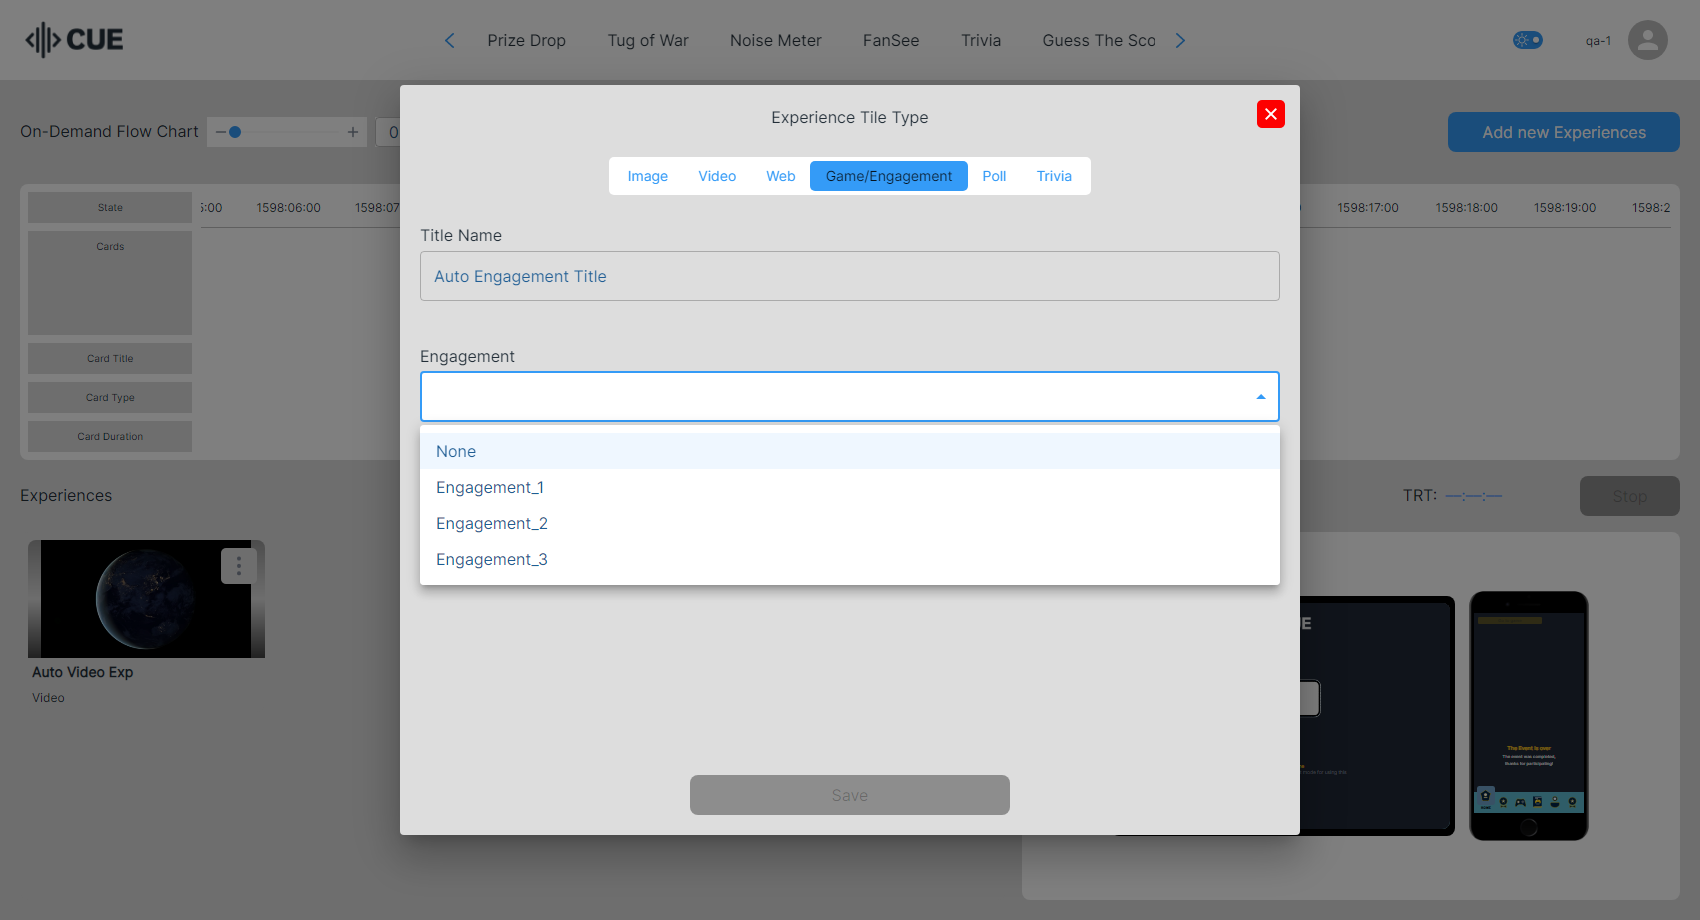 CUE
Prize Drop
Tug of War
Noise Meter
FanSee
Trivia
Guess The Sco
qa-1
Experience Tile Type
On-Demand Flow Chart
Add new Experiences
Image
Video
Web
Game/Engagement
Poll
Trivia
State
5:00
1598:06:00
1598:07
1598:17:00
1598:18:00
1598:19:00
1598:2
Cards
Title Name
Auto Engagement Title
Card Title
Card Type
Card Duration
Engagement
None
Engagement_1
Engagement_2
Engagement_3
Experiences
TRT: —:—:—
Stop
Auto Video Exp
Video
The Event is over
The event was completed,
thanks for participating!
Save